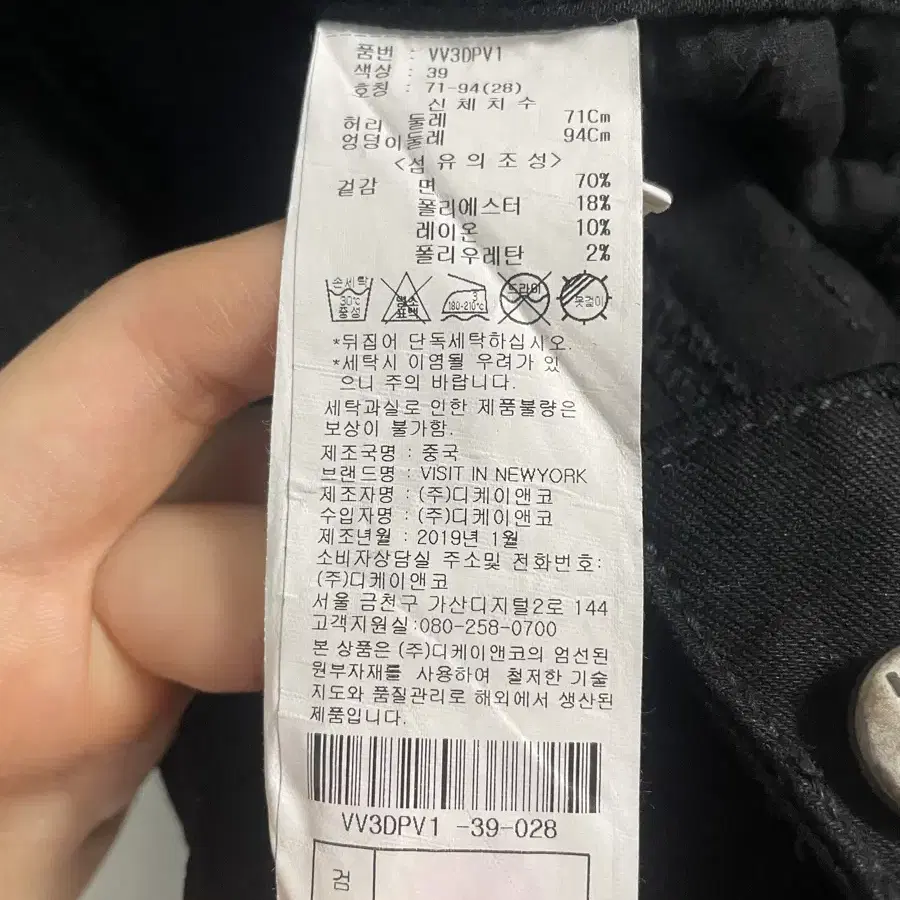 품번 : VV3DPV1
색상 : 39
호칭 : 71-94(28)
신체치수
허리 둘레 71Cm
엉덩이둘레 94Cm
<섬유의조성>
겉감 면 70%
폴리에스터 18%
레이온 10%
폴리우레탄 2%
손세탁 30℃ 중성
염소 표백
3 180-210℃
드라이
옷걸이
*뒤집어 단독세탁하십시오.
*세탁시 이염될 우려가 있
으니 주의 바랍니다.
세탁과실로 인한 제품불량은
보상이 불가함.
제조국명 : 중국
브랜드명 : VISIT IN NEWYORK
제조자명 : (주)디케이앤코
수입자명 : (주)디케이앤코
제조년월 : 2019년 1월
소비자상담실 주소및 전화번호:
(주)디케이앤코
서울 금천구 가산디지털2로 144
고객지원실:080-258-0700
본 상품은 (주)디케이앤코의 엄선된
원부자재를 사용하여 철저한 기술
지도와 품질관리로 해외에서 생산된
제품입니다.
VV3DPV1 -39-028
검